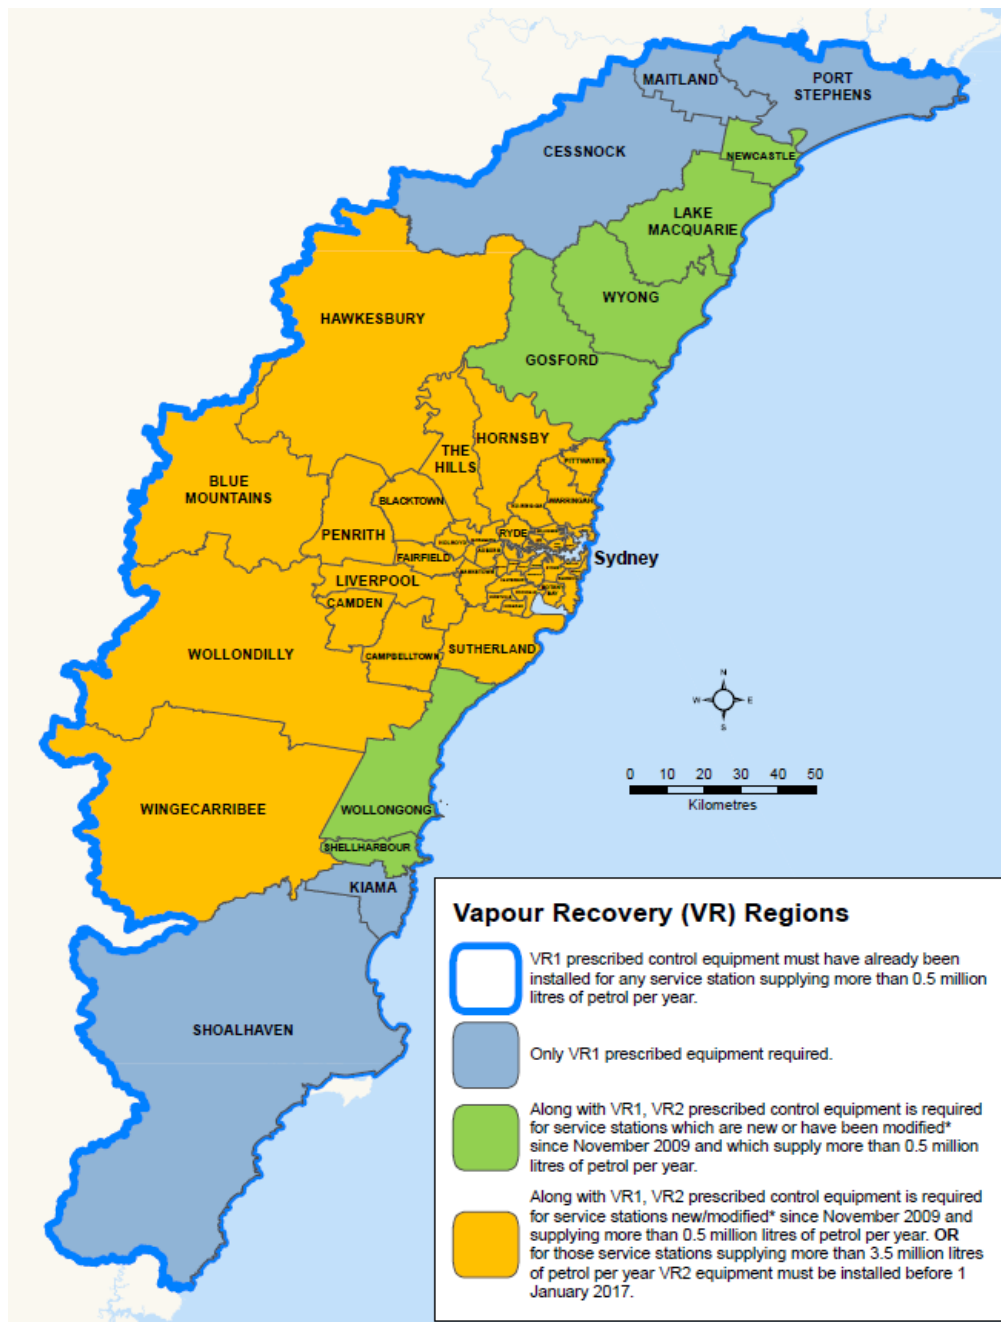 MAITLAND
PORT
STEPHENS
CESSNOCK
NEWCASTLE
LAKE
MACQUARIE
WYONG
HAWKESBURY
GOSFORD
HORNSBY
THE
HILLS
PITTWATER
BLUE
MOUNTAINS
BLACKTOWN
WARRINGAH
PENRITH
RYDE
FAIRFIELD
Sydney
LIVERPOOL
CAMDEN
WOLLONDILLY
CAMPBELLTOWN
SUTHERLAND
N
W E
S
0 10 20 30 40 50
Kilometres
WINGECARRIBEE
WOLLONGONG
SHELLHARBOUR
KIAMA
SHOALHAVEN
Vapour Recovery (VR) Regions
VR1 prescribed control equipment must have already been
installed for any service station supplying more than 0.5 million
litres of petrol per year.
Only VR1 prescribed equipment required.
Along with VR1, VR2 prescribed control equipment is required
for service stations which are new or have been modified*
since November 2009 and which supply more than 0.5 million
litres of petrol per year.
Along with VR1, VR2 prescribed control equipment is required
for service stations new/modified* since November 2009 and
supplying more than 0.5 million litres of petrol per year. OR
for those service stations supplying more than 3.5 million litres
of petrol per year VR2 equipment must be installed before 1
January 2017.